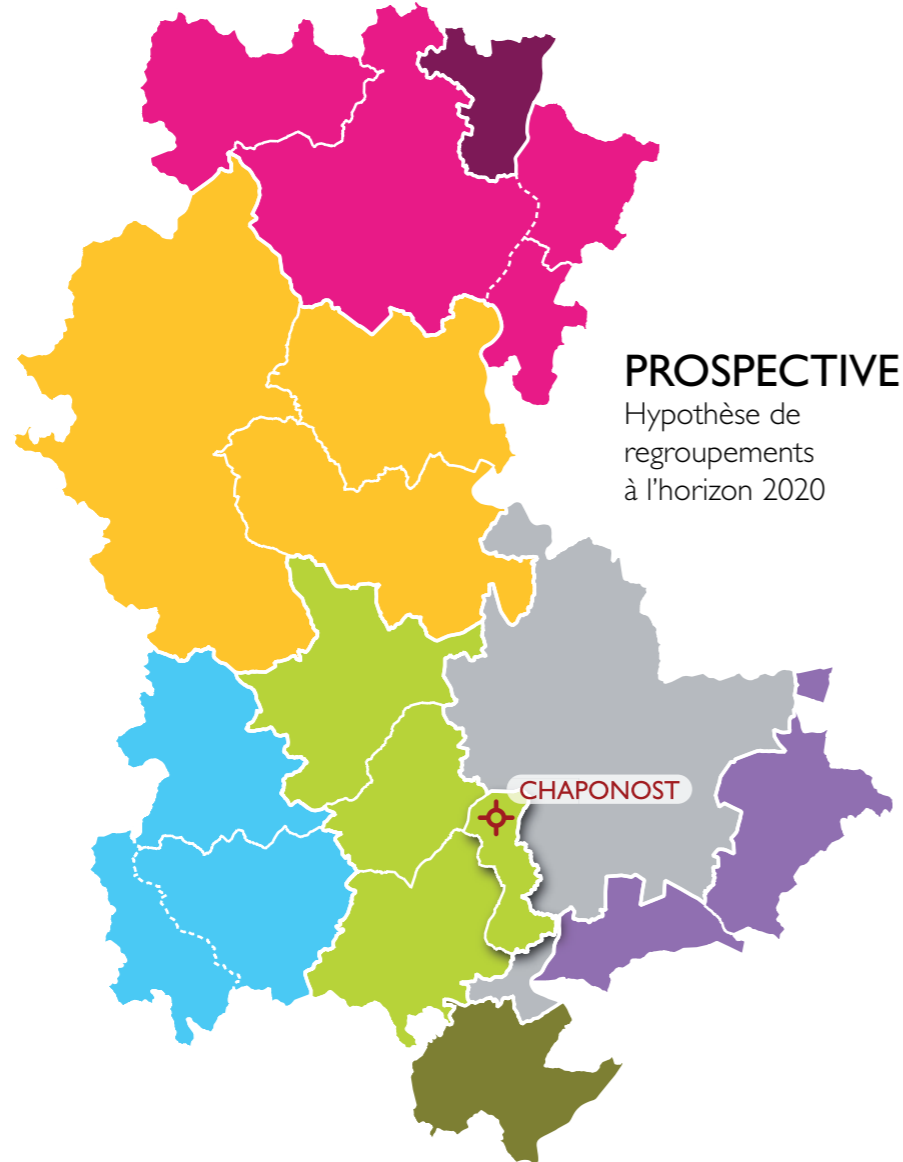 PROSPECTIVE
Hypothèse de
regroupements
à l’horizon 2020
CHAPONOST